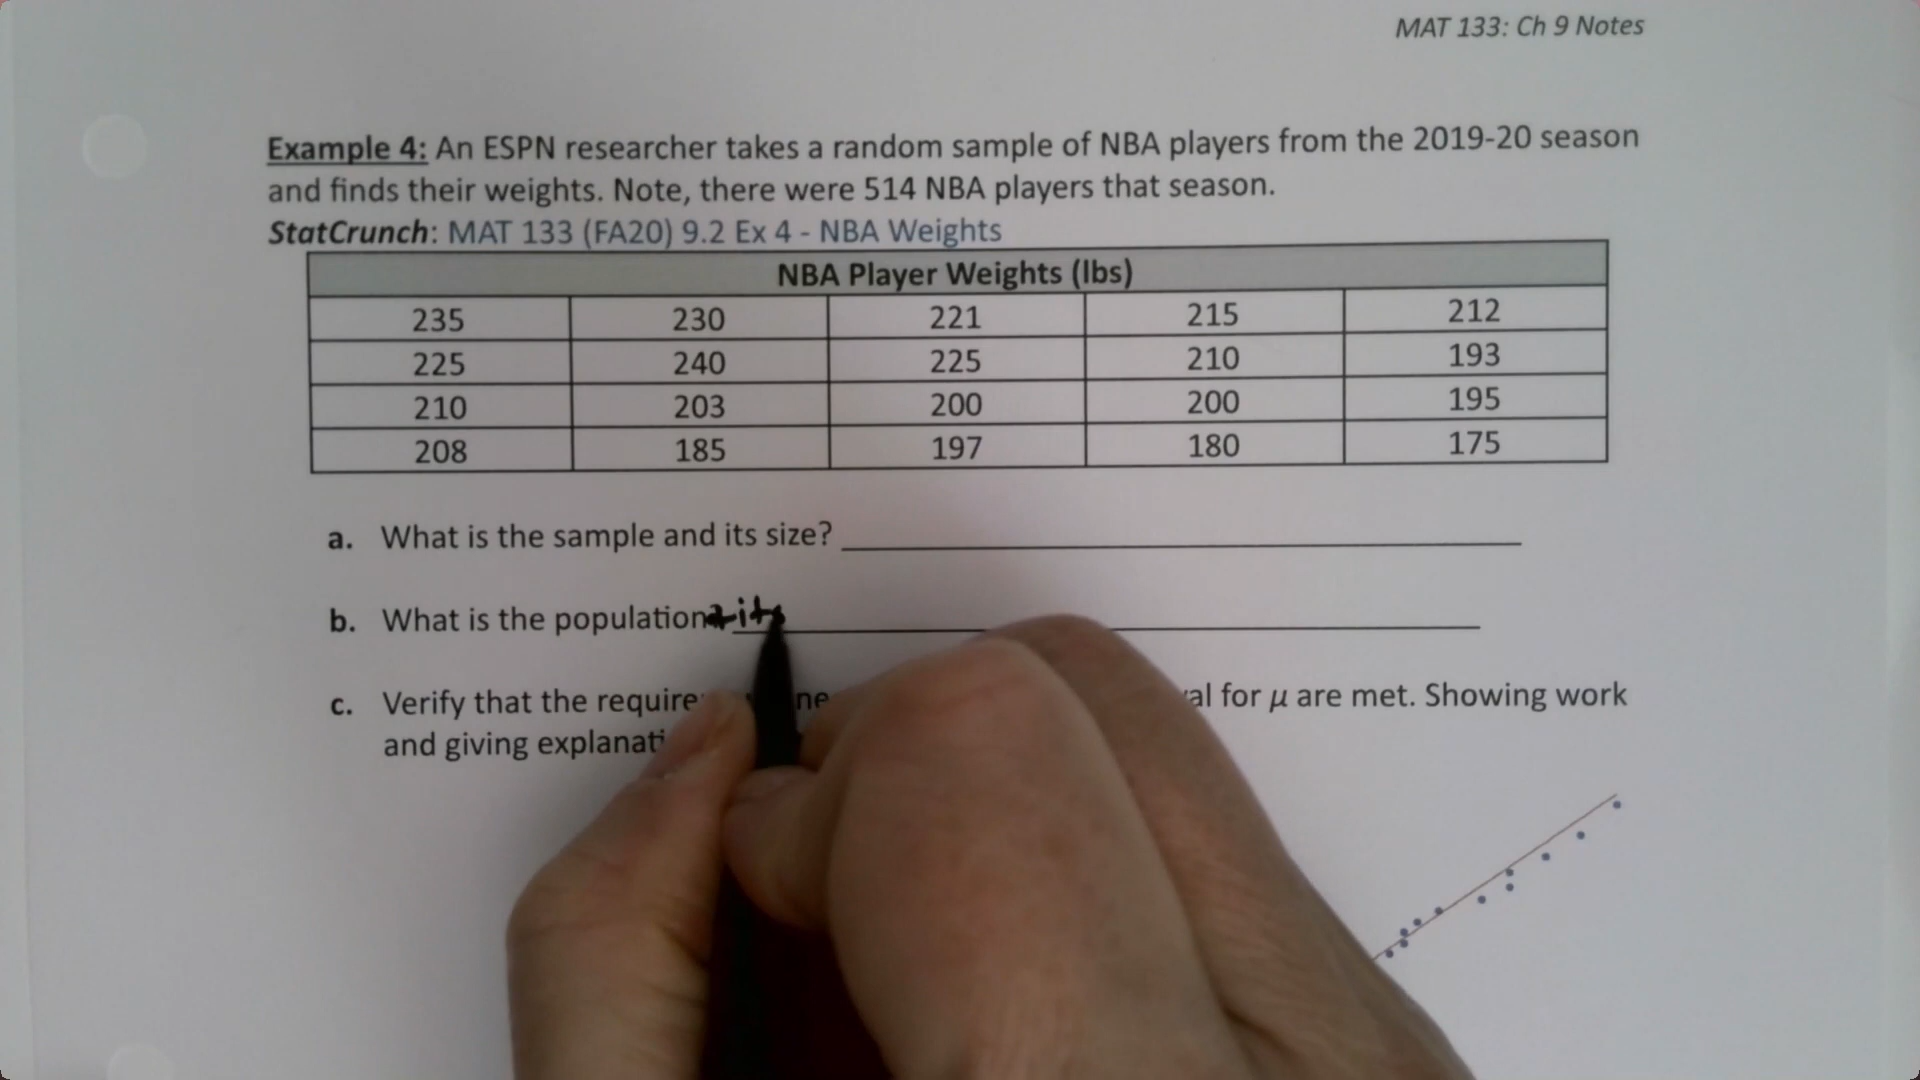 MAT 133: Ch 9 Notes
Example 4: An ESPN researcher takes a random sample of NBA players from the 2019-20 season
and finds their weights. Note, there were 514 NBA players that season.
StatCrunch: MAT 133 (FA20) 9.2 Ex 4 - NBA Weights
NBA Player Weights (lbs)
235 230 221 215 212
225 240 225 210 193
210 203 200 200 195
208 185 197 180 175
a. What is the sample and its size?
b. What is the population + its
c. Verify that the for μ are met. Showing work
and giving